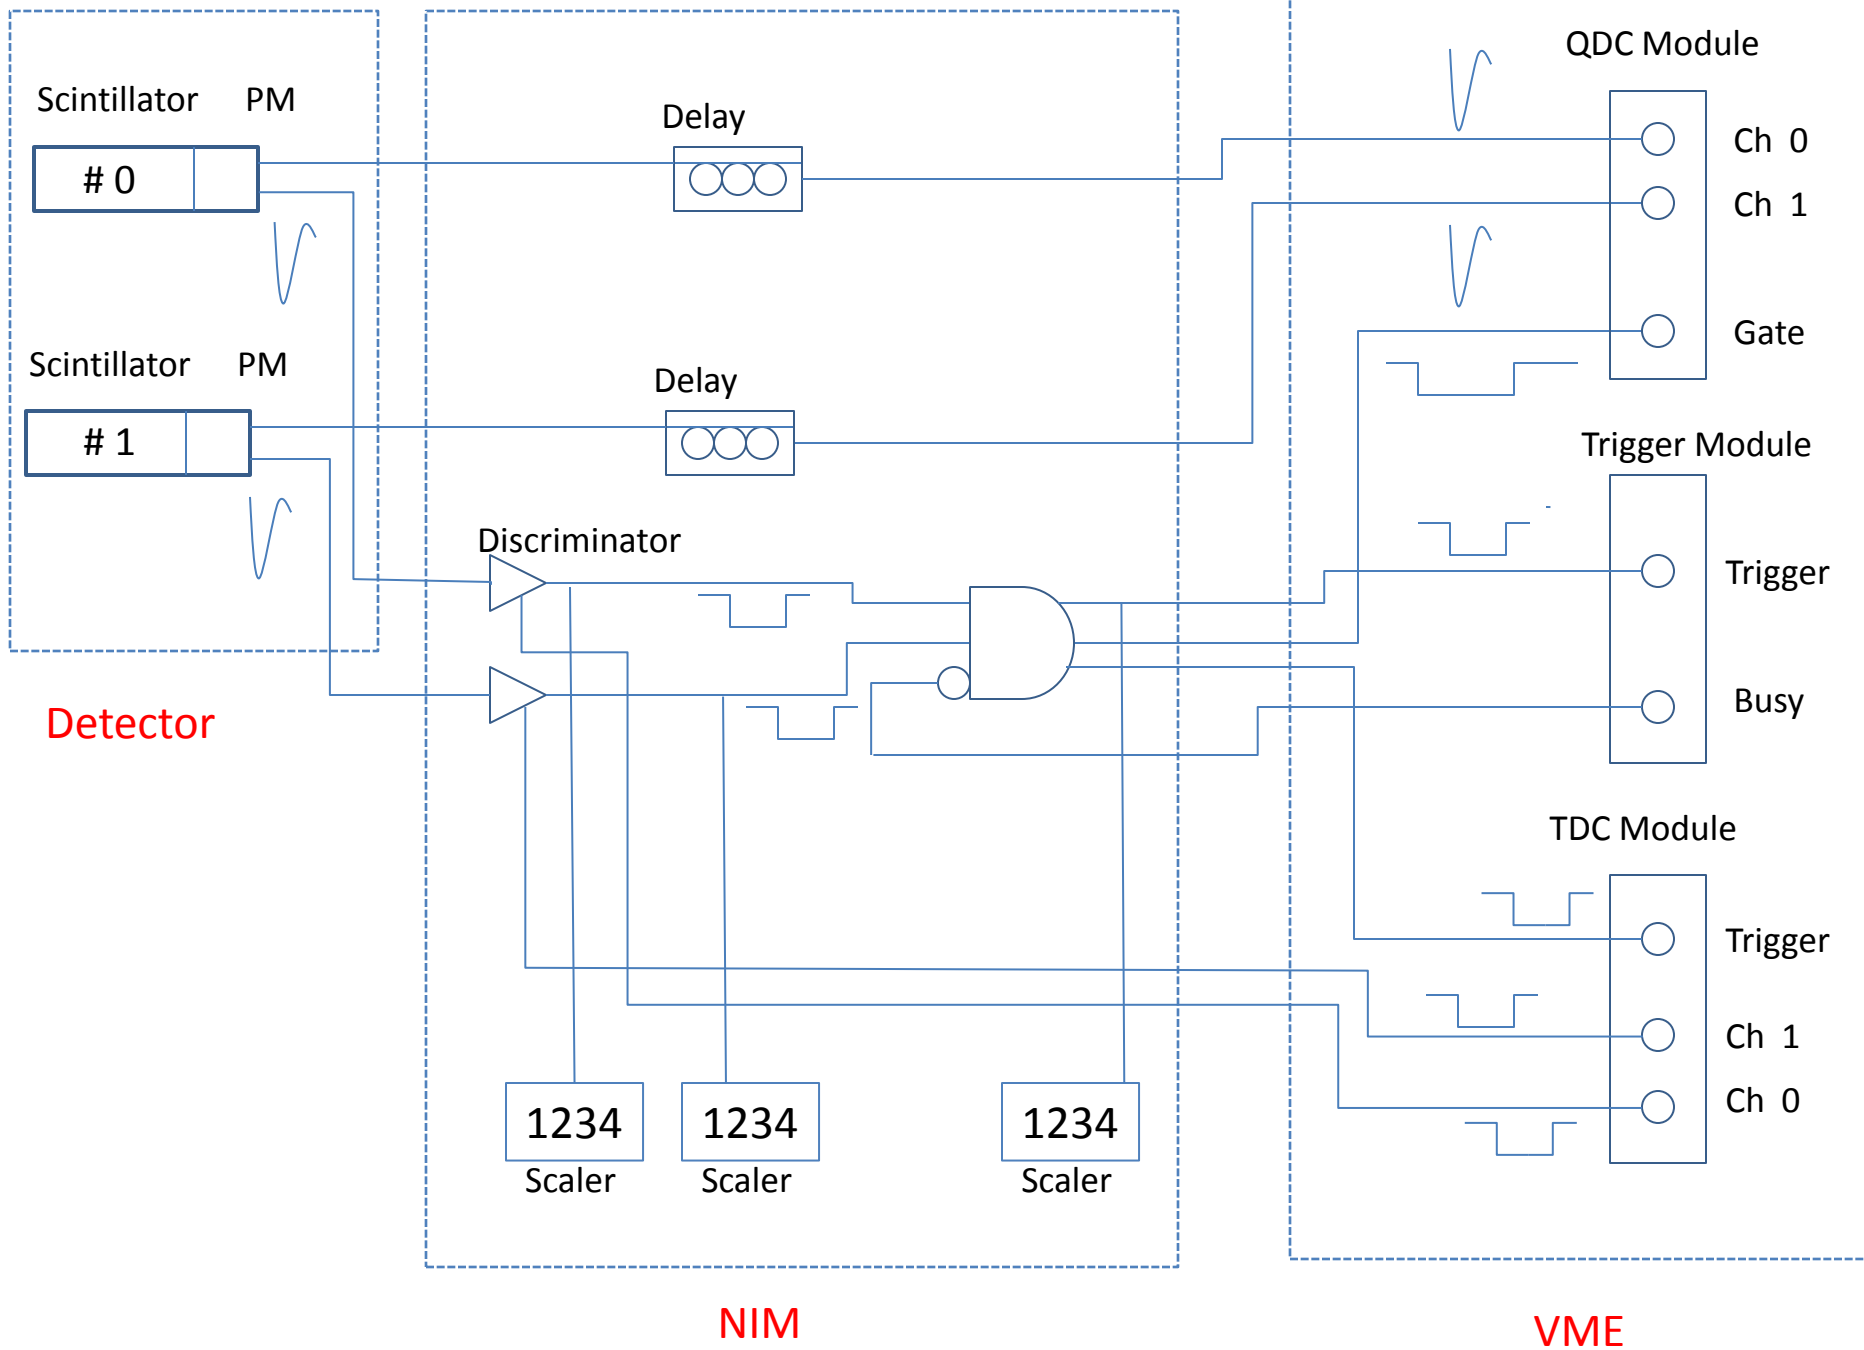 QDC Module
Scintillator PM
Delay
Ch 0
# 0
Ch 1
Gate
Scintillator PM
Delay
# 1
Trigger Module
Discriminator
Trigger
Busy
Detector
TDC Module
Trigger
Ch 1
Ch 0
1234
1234
1234
Scaler
Scaler
Scaler
NIM
VME